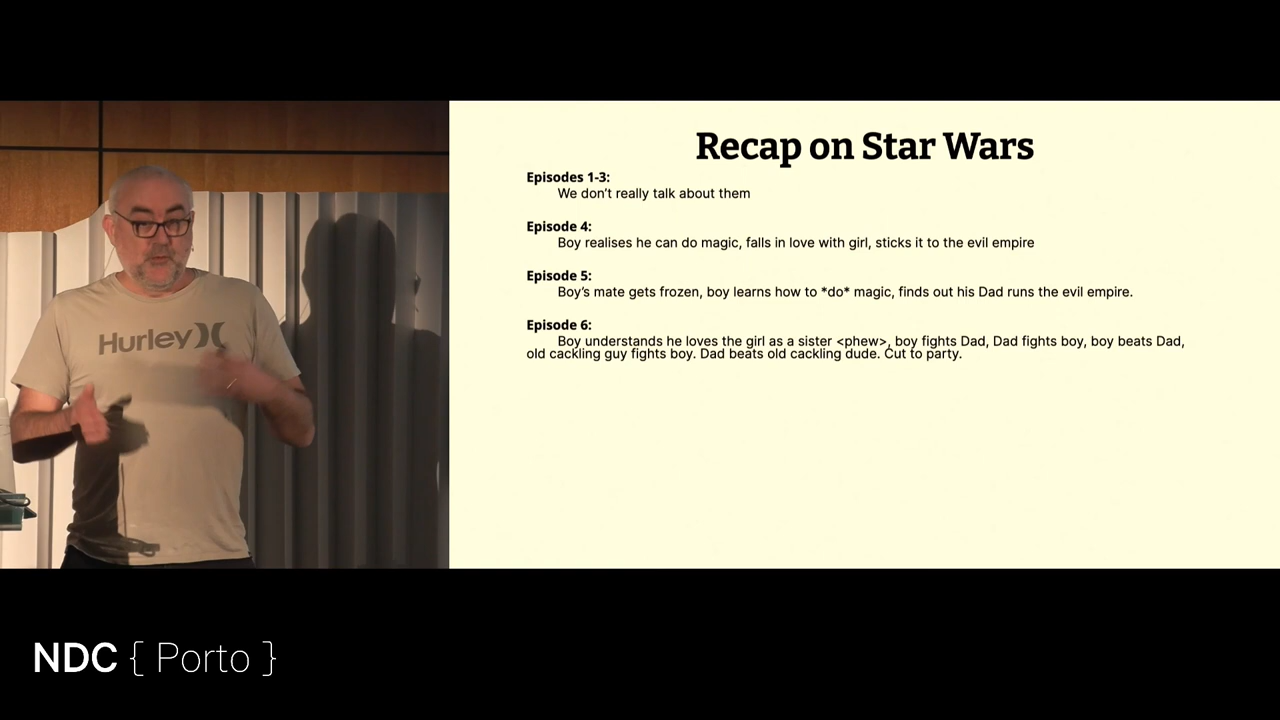 Recap on Star Wars
Episodes 1-3:
We don't really talk about them
Episode 4:
Boy realises he can do magic, falls in love with girl, sticks it to the evil empire
Episode 5:
Boy's mate gets frozen, boy learns how to *do* magic, finds out his Dad runs the evil empire.
Episode 6:
Boy understands he loves the girl as a sister <phew>, boy fights Dad, Dad fights boy, boy beats Dad,
old cackling guy fights boy. Dad beats old cackling dude. Cut to party.
Hurley
NDC { Porto }